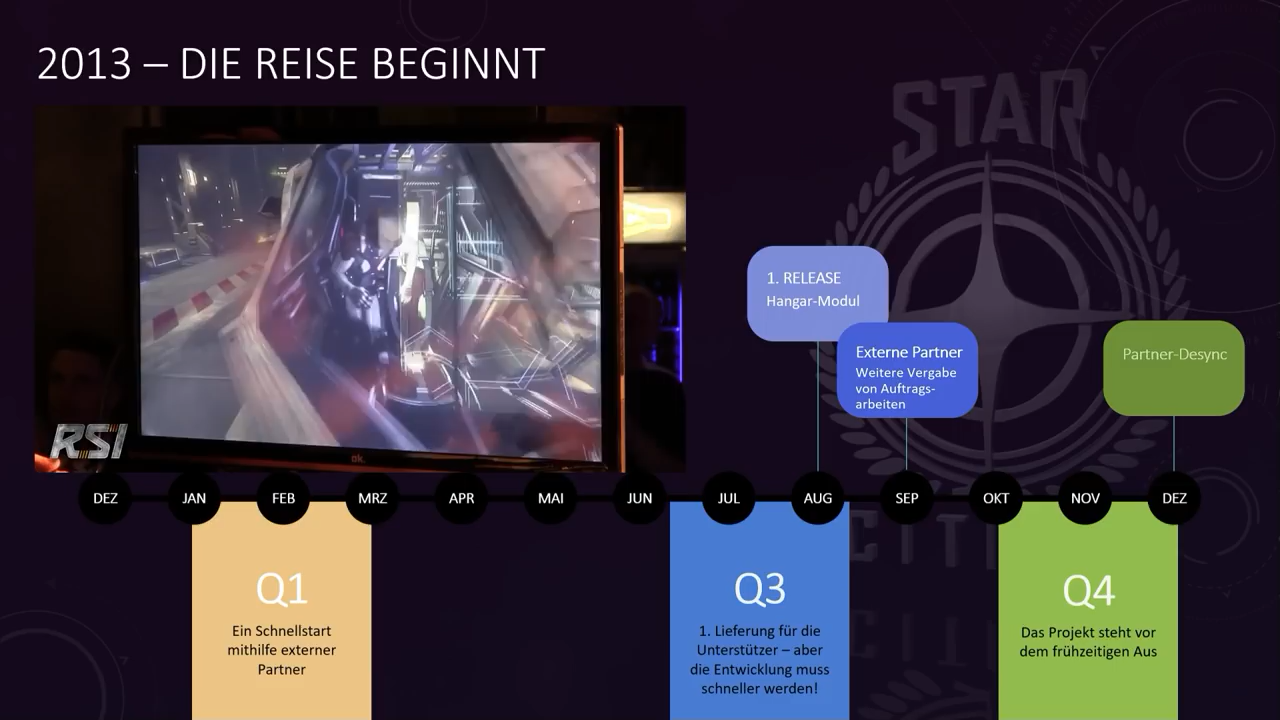 2013 – DIE REISE BEGINNT
STAR
1. RELEASE
Hangar-Modul
Externe Partner
Weitere Vergabe
von Auftrags-
arbeiten
Partner-Desync
RSI
ok.
DEZ JAN FEB MRZ APR MAI JUN JUL AUG SEP OKT NOV DEZ
CITI
Q1
Ein Schnellstart
mithilfe externer
Partner
Q3
1. Lieferung für die
Unterstützer – aber
die Entwicklung muss
schneller werden!
Q4
Das Projekt steht vor
dem frühzeitigen Aus